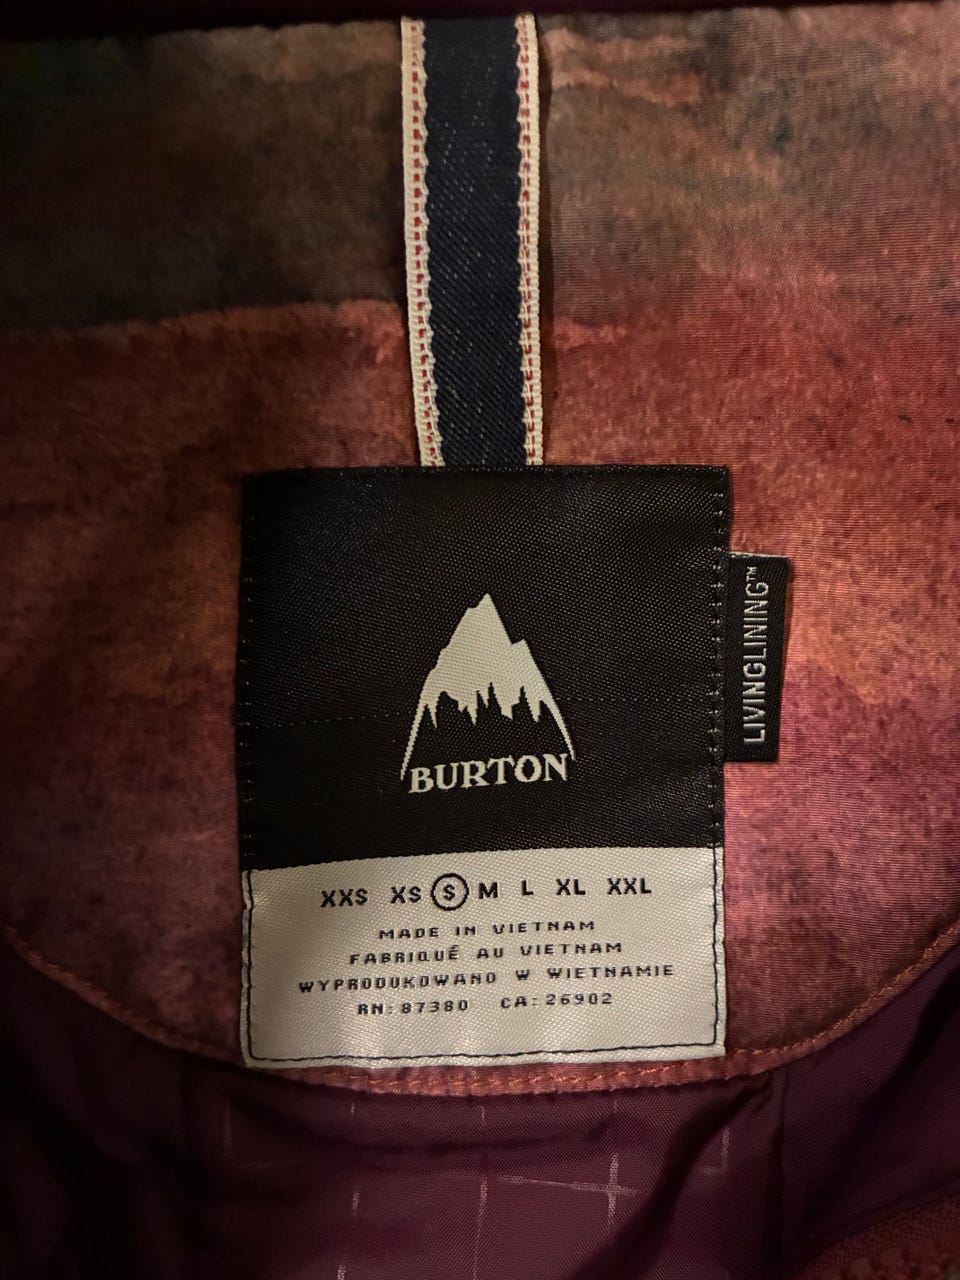 BURTON
LIVINGLINING™
XXS XS S M L XL XXL
MADE IN VIETNAM
FABRIQUÉ AU VIETNAM
WYPRODUKOWANO W WIETNAMIE
RN: 87380 CA: 26902